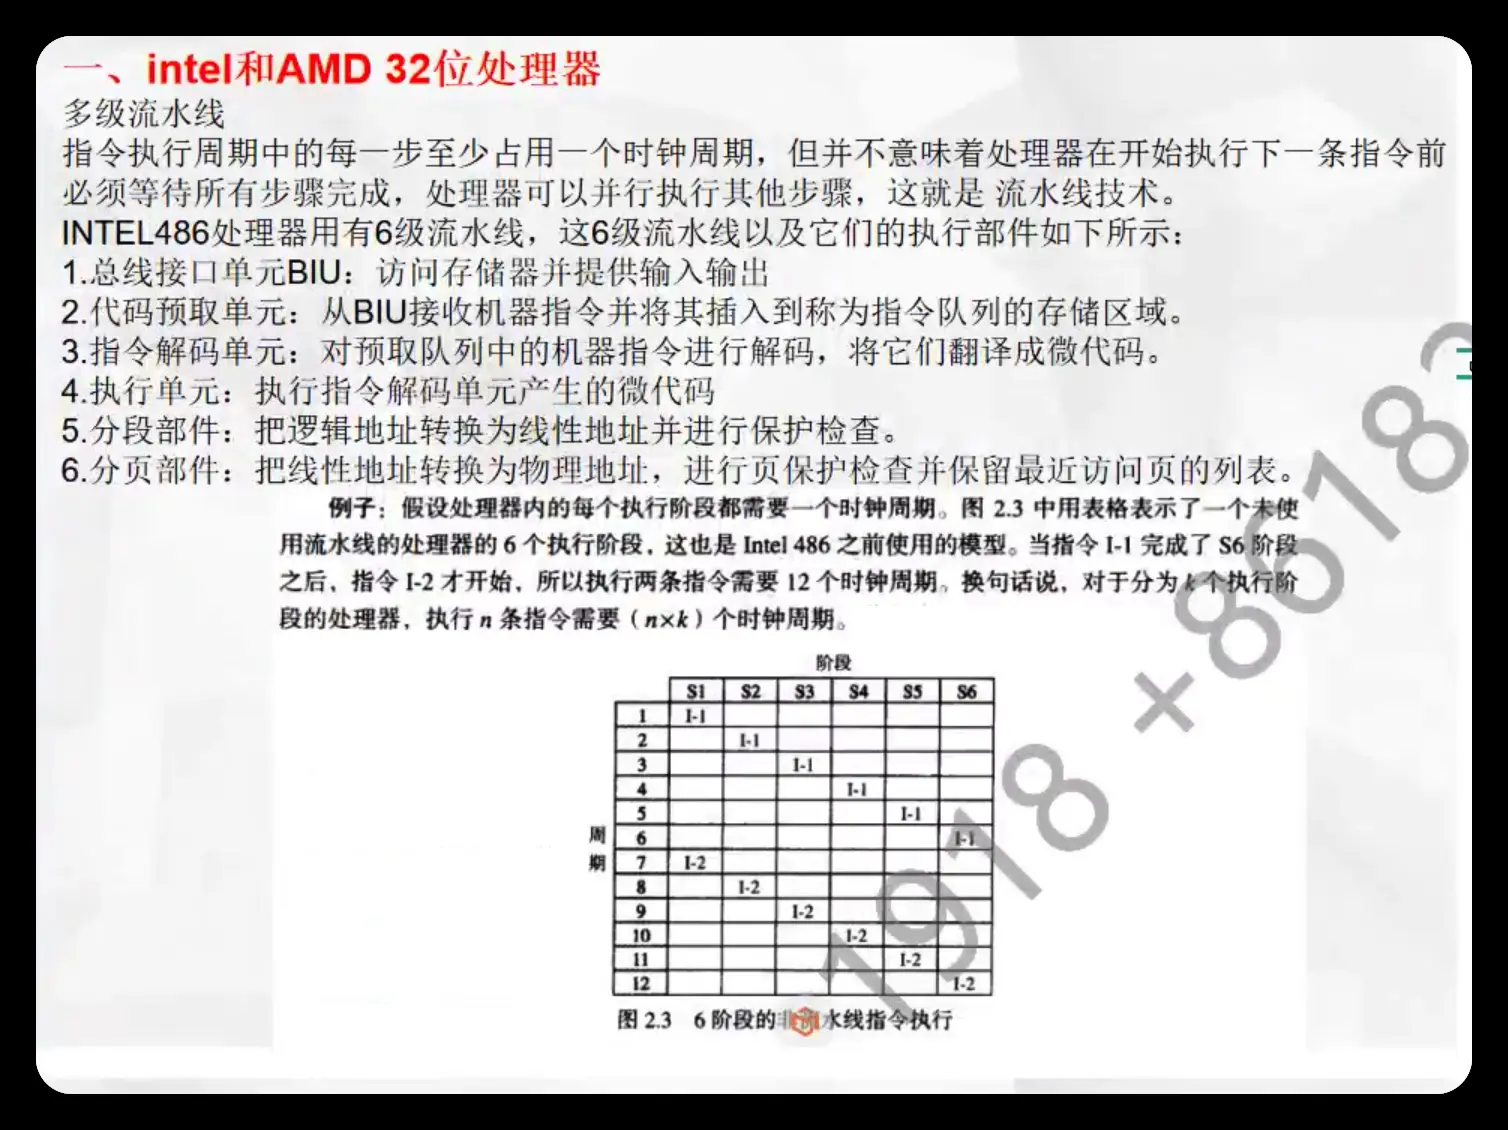 一、intel和AMD 32位处理器
多级流水线
指令执行周期中的每一步至少占用一个时钟周期，但并不意味着处理器在开始执行下一条指令前
必须等待所有步骤完成，处理器可以并行执行其他步骤，这就是 流水线技术。
INTEL486处理器用有6级流水线，这6级流水线以及它们的执行部件如下所示：
1.总线接口单元BIU：访问存储器并提供输入输出
2.代码预取单元：从BIU接收机器指令并将其插入到称为指令队列的存储区域。
3.指令解码单元：对预取队列中的机器指令进行解码，将它们翻译成微代码。
4.执行单元：执行指令解码单元产生的微代码
5.分段部件：把逻辑地址转换为线性地址并进行保护检查。
6.分页部件：把线性地址转换为物理地址，进行页保护检查并保留最近访问页的列表。
例子：假设处理器内的每个执行阶段都需要一个时钟周期。图 2.3 中用表格表示了一个未使
用流水线的处理器的 6 个执行阶段，这也是 Intel 486 之前使用的模型。当指令 I-1 完成了 S6 阶段
之后，指令 I-2 才开始，所以执行两条指令需要 12 个时钟周期。换句话说，对于分为 k 个执行阶
段的处理器，执行 n 条指令需要（n×k）个时钟周期。
阶段
S1 S2 S3 S4 S5 S6
1 I-1
2 I-1
3 I-1
4 I-1
5 I-1
周 6 I-1
期 7 I-2
8 I-2
9 I-2
10 I-2
11 I-2
12 I-2
图 2.3 6 阶段的水线指令执行
1918 +8618